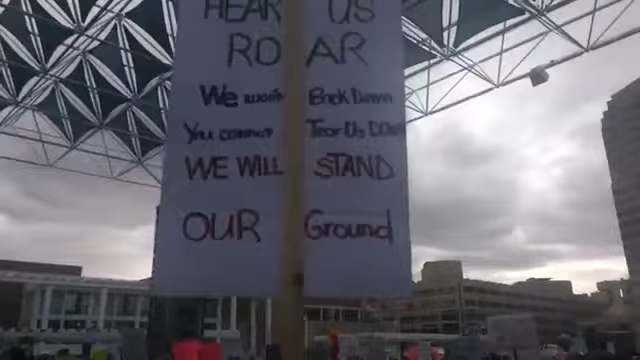 HEAR US
ROAR
We won't Back Down
You cannot Tear Us Down
WE WILL STAND
OUR Ground